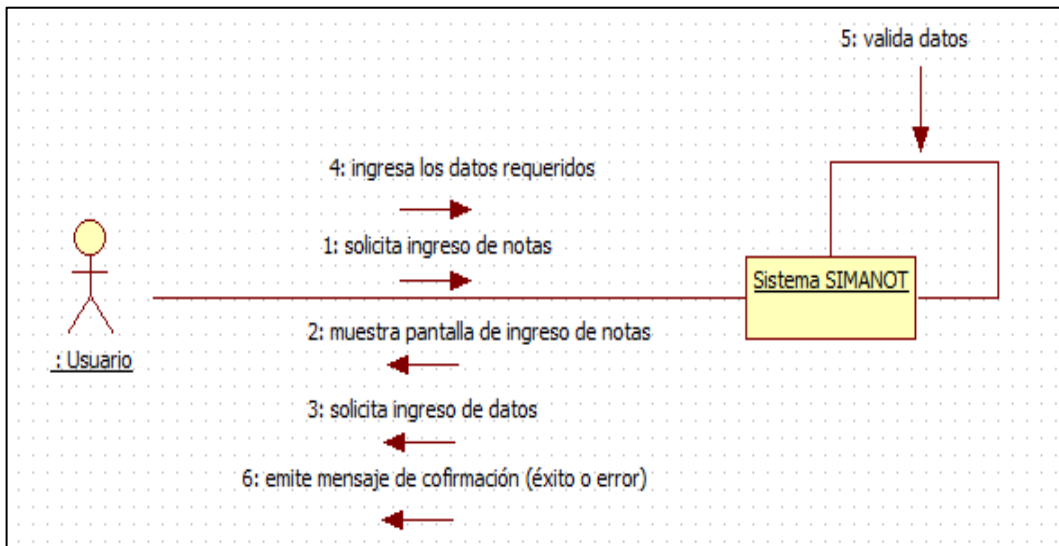 5: valida datos
4: ingresa los datos requeridos
1: solicita ingreso de notas
Sistema SIMANOT
2: muestra pantalla de ingreso de notas
: Usuario
3: solicita ingreso de datos
6: emite mensaje de cofirmación (éxito o error)